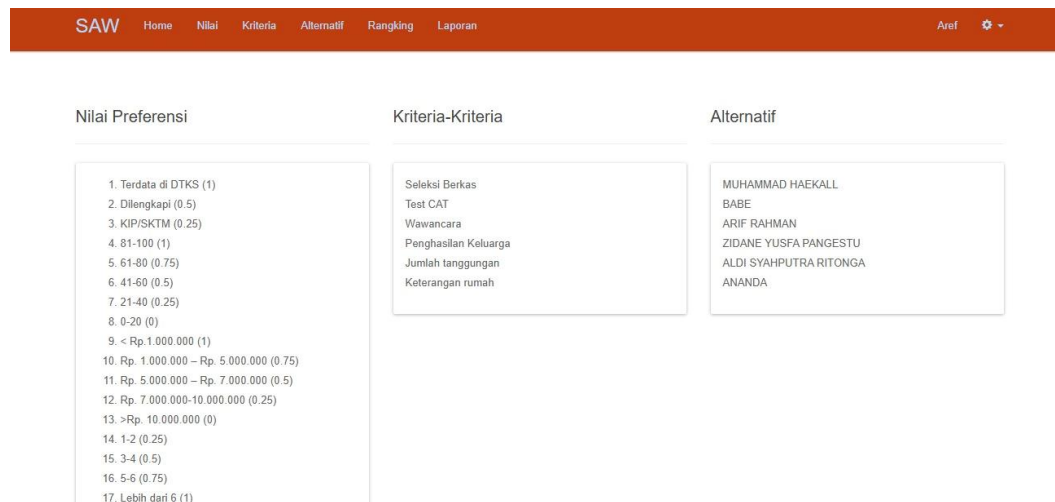 SAW Home Nilai Kriteria Alternatif Rangking Laporan Aref
Nilai Preferensi
1. Terdata di DTKS (1)
2. Dilengkapi (0.5)
3. KIP/SKTM (0.25)
4. 81-100 (1)
5. 61-80 (0.75)
6. 41-60 (0.5)
7. 21-40 (0.25)
8. 0-20 (0)
9. < Rp.1.000.000 (1)
10. Rp. 1.000.000 – Rp. 5.000.000 (0.75)
11. Rp. 5.000.000 – Rp. 7.000.000 (0.5)
12. Rp. 7.000.000-10.000.000 (0.25)
13. >Rp. 10.000.000 (0)
14. 1-2 (0.25)
15. 3-4 (0.5)
16. 5-6 (0.75)
17. Lebih dari 6 (1)
Kriteria-Kriteria
Seleksi Berkas
Test CAT
Wawancara
Penghasilan Keluarga
Jumlah tanggungan
Keterangan rumah
Alternatif
MUHAMMAD HAEKALL
BABE
ARIF RAHMAN
ZIDANE YUSFA PANGESTU
ALDI SYAHPUTRA RITONGA
ANANDA